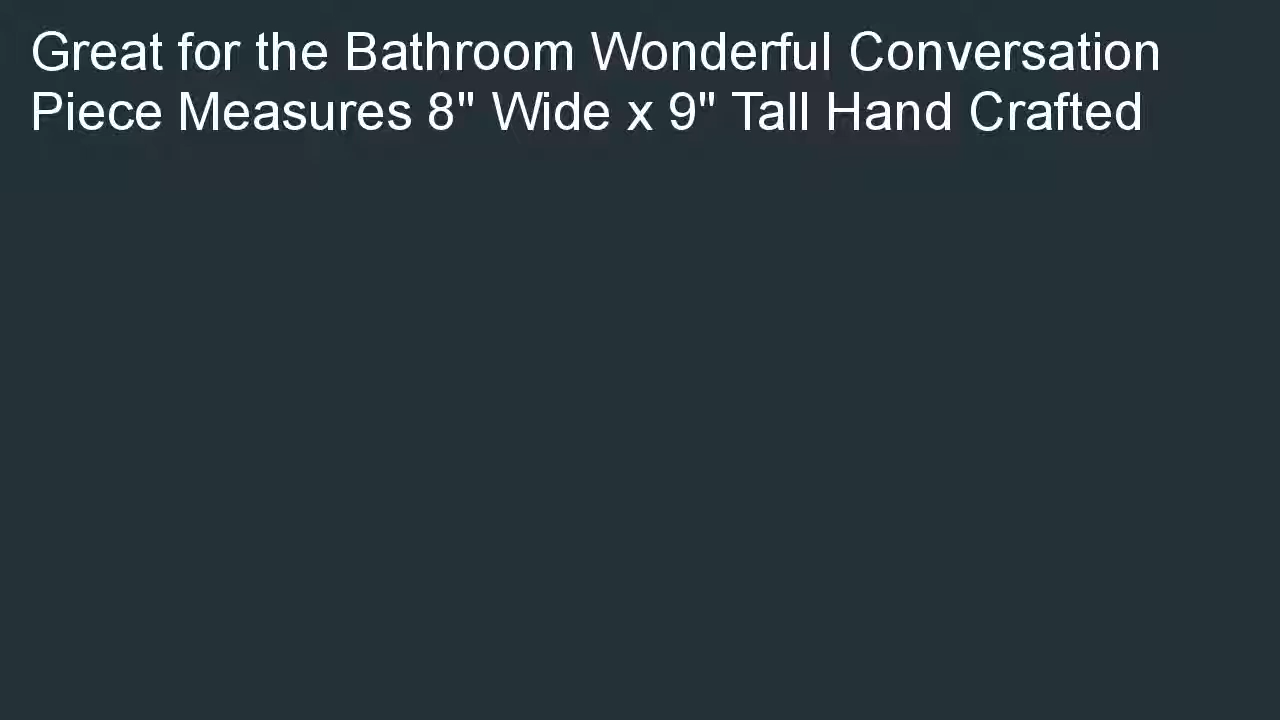 Great for the Bathroom Wonderful Conversation
Piece Measures 8" Wide x 9" Tall Hand Crafted